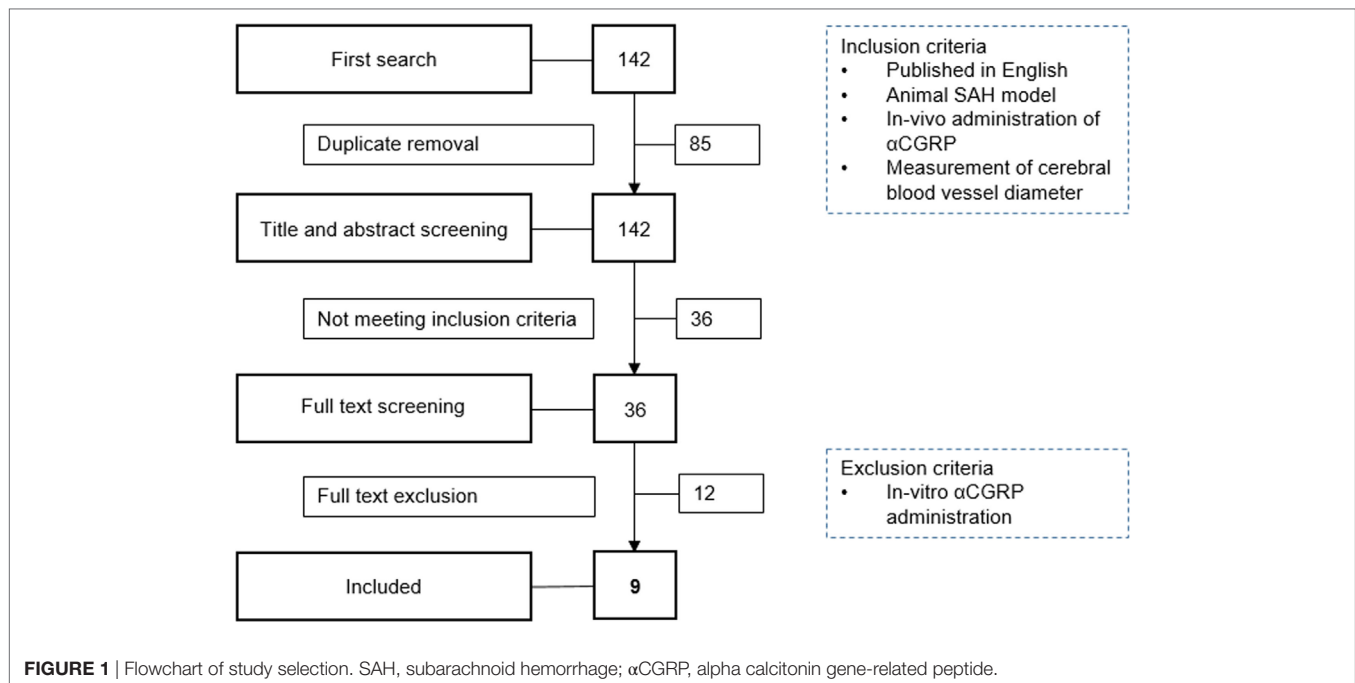 First search
142
Duplicate removal
85
Title and abstract screening
142
Not meeting inclusion criteria
36
Full text screening
36
Full text exclusion
12
Included
9
Inclusion criteria
• Published in English
• Animal SAH model
• In-vivo administration of
αCGRP
• Measurement of cerebral
blood vessel diameter
Exclusion criteria
• In-vitro αCGRP
administration
FIGURE 1 | Flowchart of study selection. SAH, subarachnoid hemorrhage; αCGRP, alpha calcitonin gene-related peptide.